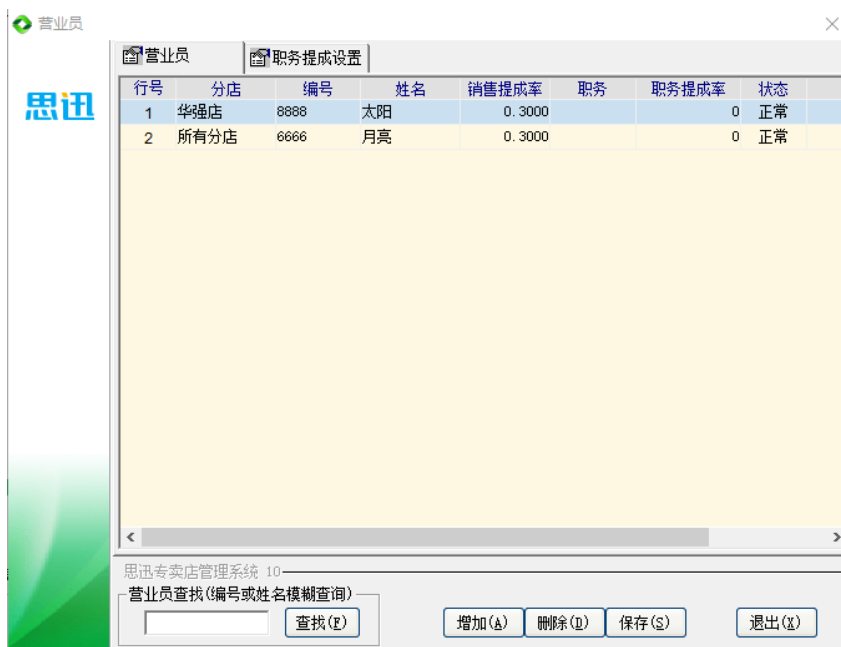 营业员
思迅
营业员 职务提成设置
行号 分店 编号 姓名 销售提成率 职务 职务提成率 状态
1 华强店 8888 太阳 0.3000 0 正常
2 所有分店 6666 月亮 0.3000 0 正常
思迅专卖店管理系统 10
营业员查找(编号或姓名模糊查询)
查找(F) 增加(A) 删除(D) 保存(S) 退出(X)